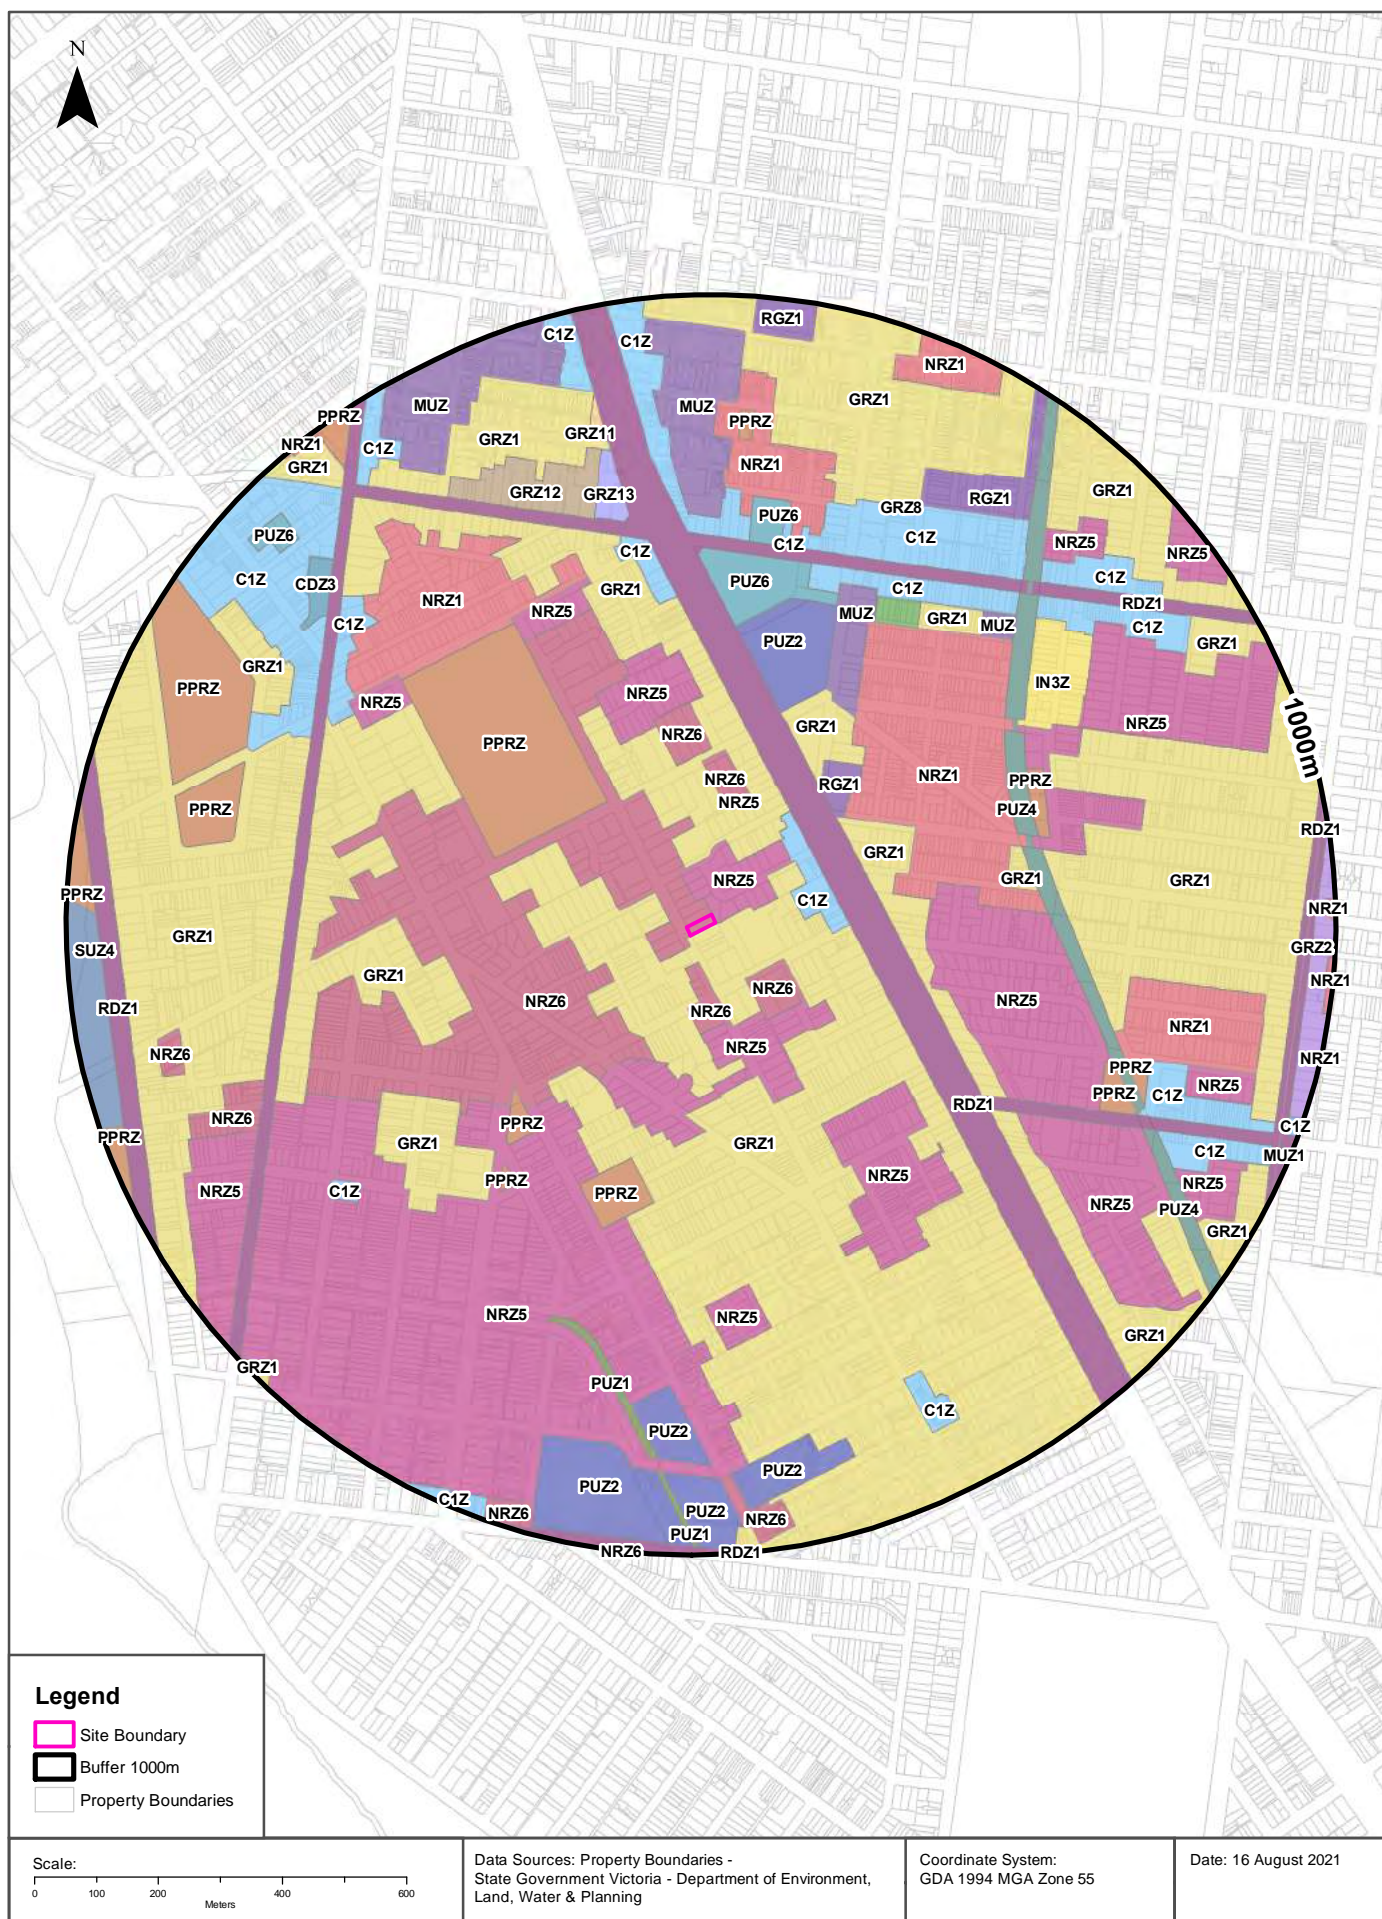 N
RGZ1
C1Z
C1Z
NRZ1
GRZ1
MUZ
MUZ
PPRZ
PPRZ
GRZ11
NRZ1
C1Z
GRZ1
GRZ1
NRZ1
GRZ1
GRZ12
GRZ13
RGZ1
GRZ8
PUZ6
PUZ6
C1Z
C1Z
NRZ5
NRZ5
C1Z
C1Z
CDZ3
GRZ1
PUZ6
C1Z
C1Z
NRZ1
NRZ5
RDZ1
MUZ
GRZ1
MUZ
C1Z
C1Z
PUZ2
GRZ1
GRZ1
IN3Z
PPRZ
NRZ5
NRZ5
1000m
NRZ5
GRZ1
NRZ6
PPRZ
NRZ1
NRZ6
RGZ1
PPRZ
NRZ5
PPRZ
PUZ4
RDZ1
GRZ1
GRZ1
GRZ1
NRZ5
PPRZ
C1Z
NRZ1
GRZ1
SUZ4
GRZ2
GRZ1
NRZ6
NRZ6
NRZ5
NRZ1
RDZ1
NRZ6
NRZ1
NRZ5
NRZ6
NRZ1
PPRZ
NRZ5
PPRZ
C1Z
RDZ1
NRZ6
PPRZ
C1Z
PPRZ
GRZ1
GRZ1
C1Z
MUZ1
NRZ5
PPRZ
NRZ5
NRZ5
C1Z
PPRZ
NRZ5
PUZ4
GRZ1
NRZ5
NRZ5
GRZ1
GRZ1
PUZ1
C1Z
PUZ2
PUZ2
PUZ2
C1Z
NRZ6
PUZ2
NRZ6
PUZ1
NRZ6
RDZ1
Legend
Site Boundary
Buffer 1000m
Property Boundaries
Scale:
0 100 200 400 600
Meters
Data Sources: Property Boundaries -
State Government Victoria - Department of Environment,
Land, Water & Planning
Coordinate System:
GDA 1994 MGA Zone 55
Date: 16 August 2021